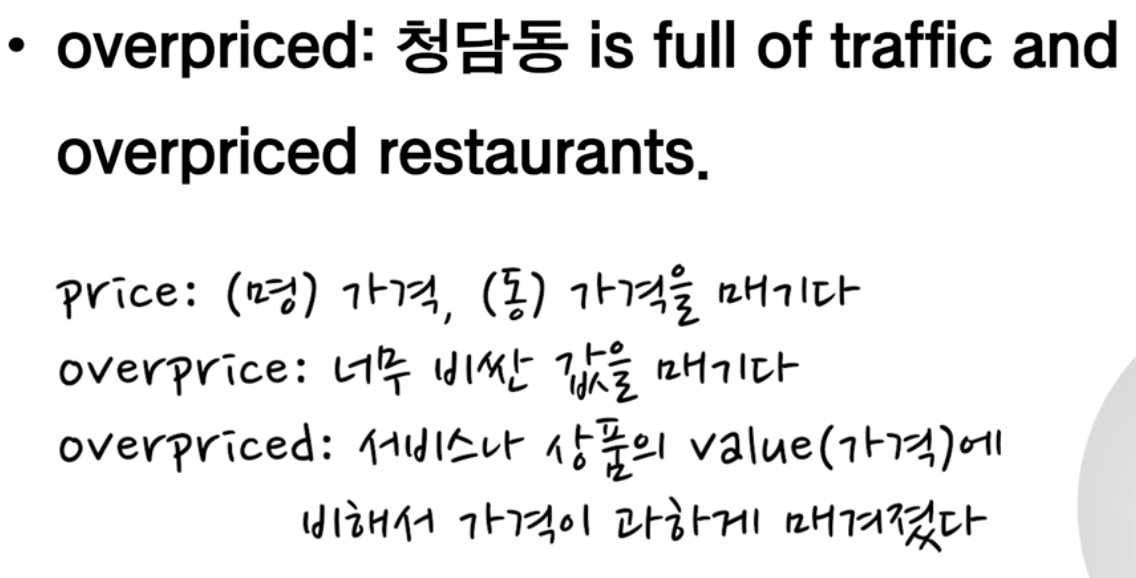 • overpriced: 청담동 is full of traffic and
overpriced restaurants.
price: (명) 가격, (동) 가격을 매기다
overprice: 너무 비싼 값을 매기다
overpriced: 서비스나 상품의 value(가격)에
비해서 가격이 과하게 매겨졌다